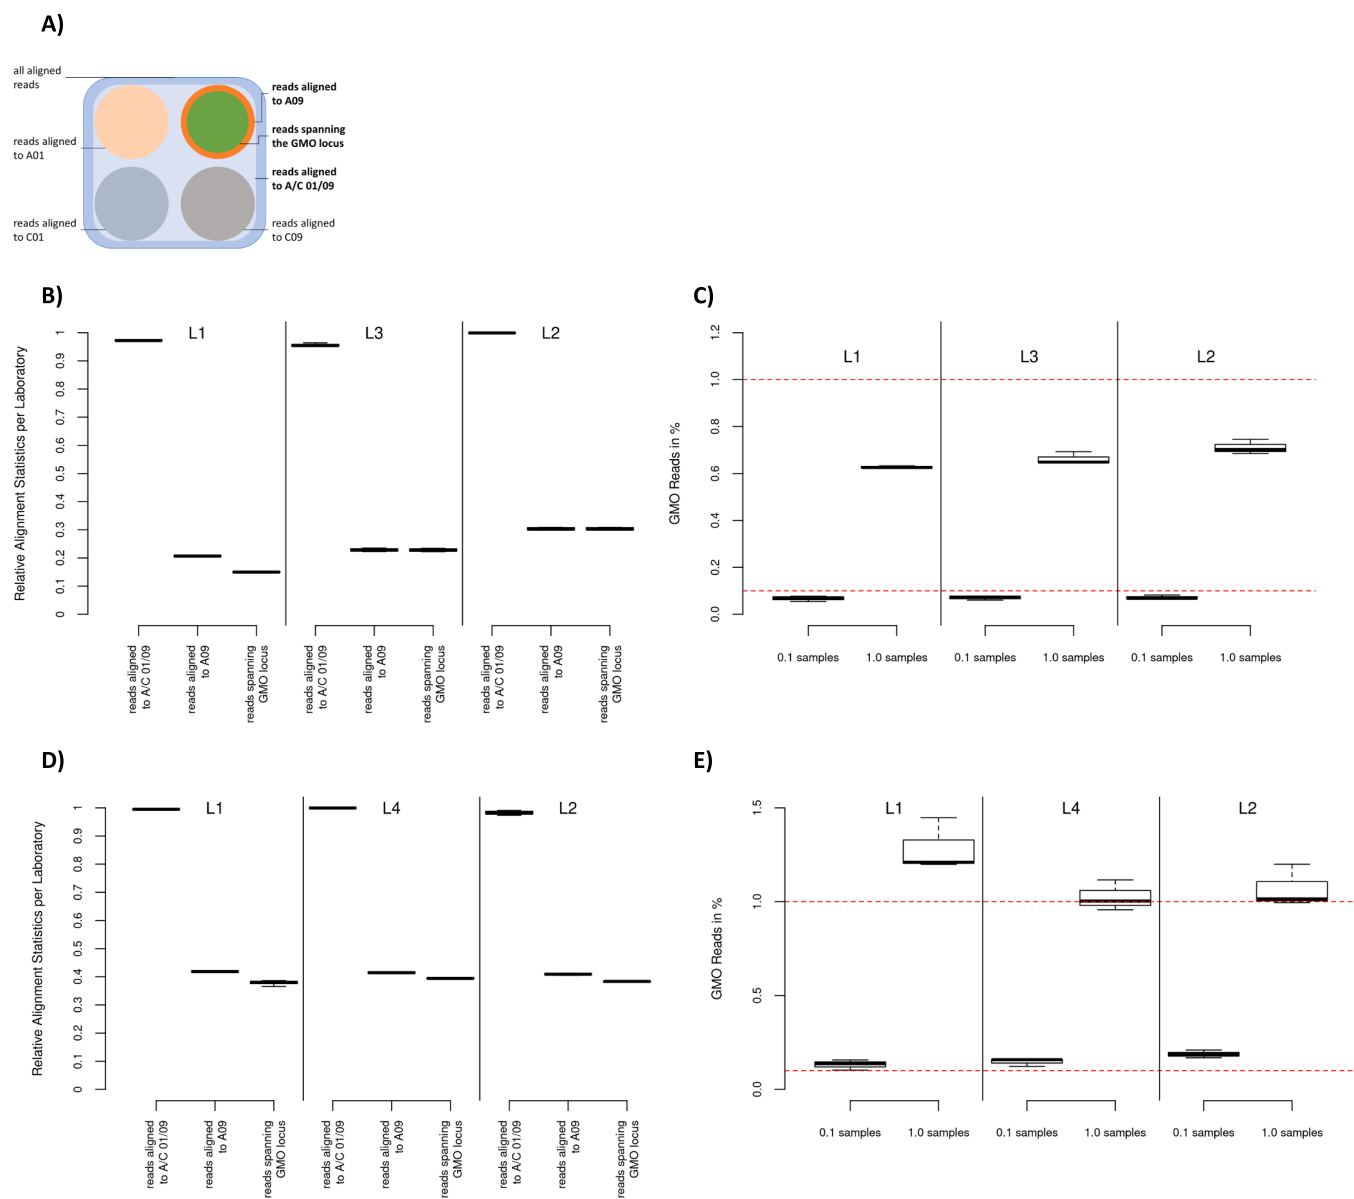 A)
all aligned
reads
reads aligned
to A09
reads spanning
the GMO locus
reads aligned
to A01
reads aligned
to A/C 01/09
reads aligned
to C01
reads aligned
to C09
B)
Relative Alignment Statistics per Laboratory
1
0.9
0.8
0.7
0.6
0.5
0.4
0.3
0.2
0.1
0
L1
L3
L2
reads aligned
to A/C 01/09
reads aligned
to A09
reads spanning
GMO locus
reads aligned
to A/C 01/09
reads aligned
to A09
reads spanning
GMO locus
reads aligned
to A/C 01/09
reads aligned
to A09
reads spanning
GMO locus
C)
GMO Reads in %
1.2
1.0
0.8
0.6
0.4
0.2
0.0
L1
L3
L2
0.1 samples
1.0 samples
0.1 samples
1.0 samples
0.1 samples
1.0 samples
D)
Relative Alignment Statistics per Laboratory
1
0.9
0.8
0.7
0.6
0.5
0.4
0.3
0.2
0.1
0
L1
L4
L2
reads aligned
to A/C 01/09
reads aligned
to A09
reads spanning
GMO locus
reads aligned
to A/C 01/09
reads aligned
to A09
reads spanning
GMO locus
reads aligned
to A/C 01/09
reads aligned
to A09
reads spanning
GMO locus
E)
GMO Reads in %
1.5
1.0
0.5
0.0
L1
L4
L2
0.1 samples
1.0 samples
0.1 samples
1.0 samples
0.1 samples
1.0 samples